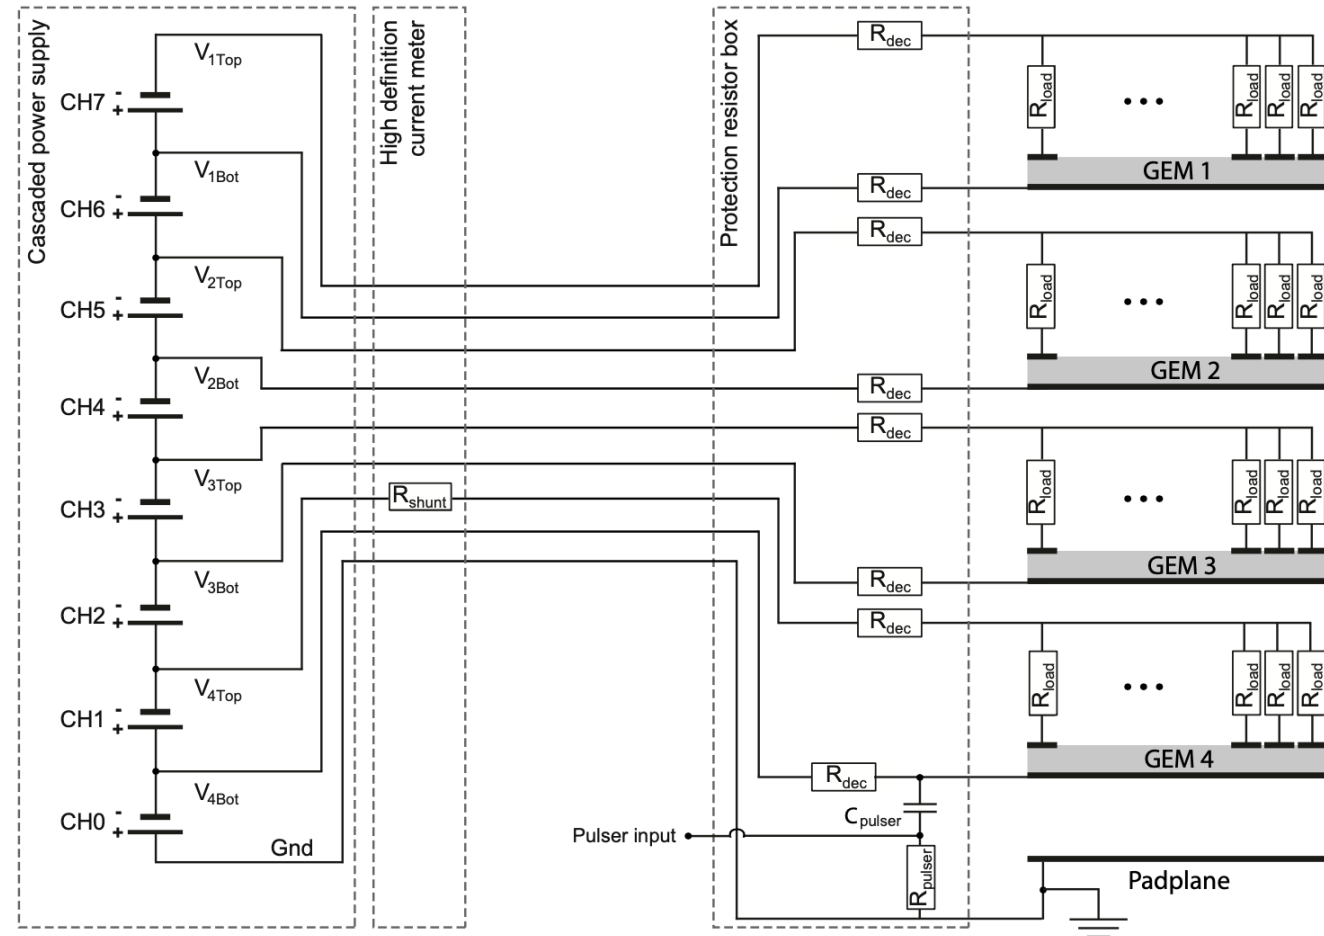 Cascaded power supply
High definition
current meter
Protection resistor box
V1Top
CH7 - +
V1Bot
CH6 - +
V2Top
CH5 - +
V2Bot
CH4 - +
V3Top
CH3 - +
V3Bot
CH2 - +
V4Top
CH1 - +
V4Bot
CH0 - +
Gnd
Rshunt
Rdec
Rdec
Rdec
Rdec
Rdec
Rdec
Rdec
Rdec
Cpulser
Pulser input
Rpulser
Rload ... Rload Rload Rload
GEM 1
Rload ... Rload Rload Rload
GEM 2
Rload ... Rload Rload Rload
GEM 3
Rload ... Rload Rload Rload
GEM 4
Padplane